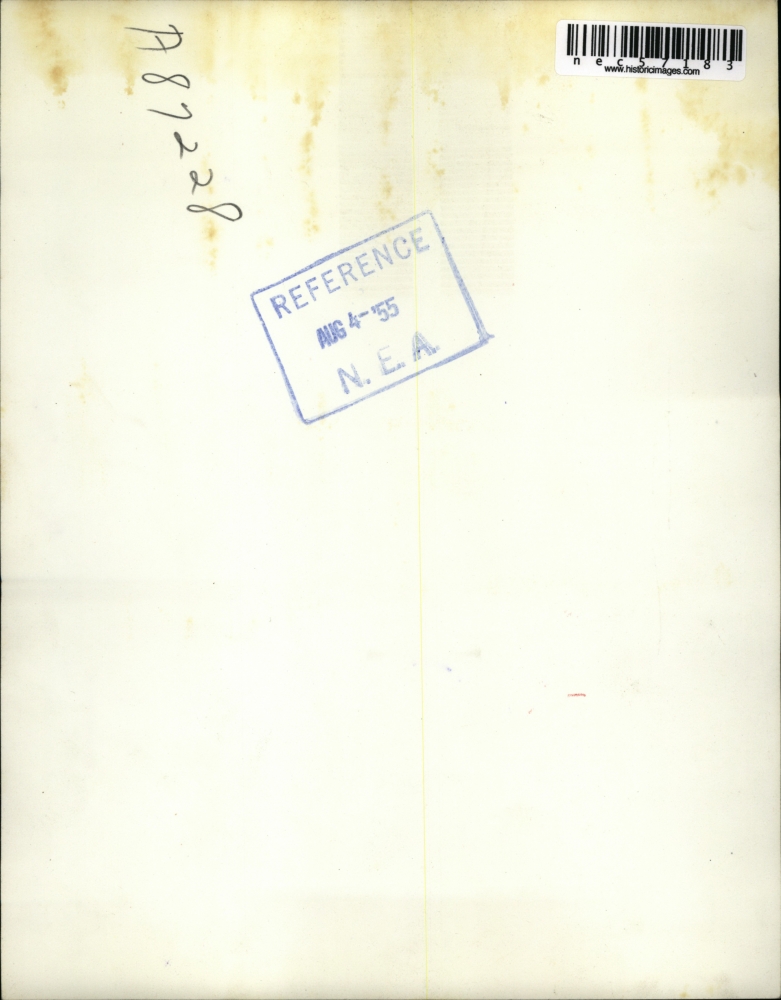 A87228
nec57183
www.historicimages.com
REFERENCE
AUG 4-'55
N. E. A.